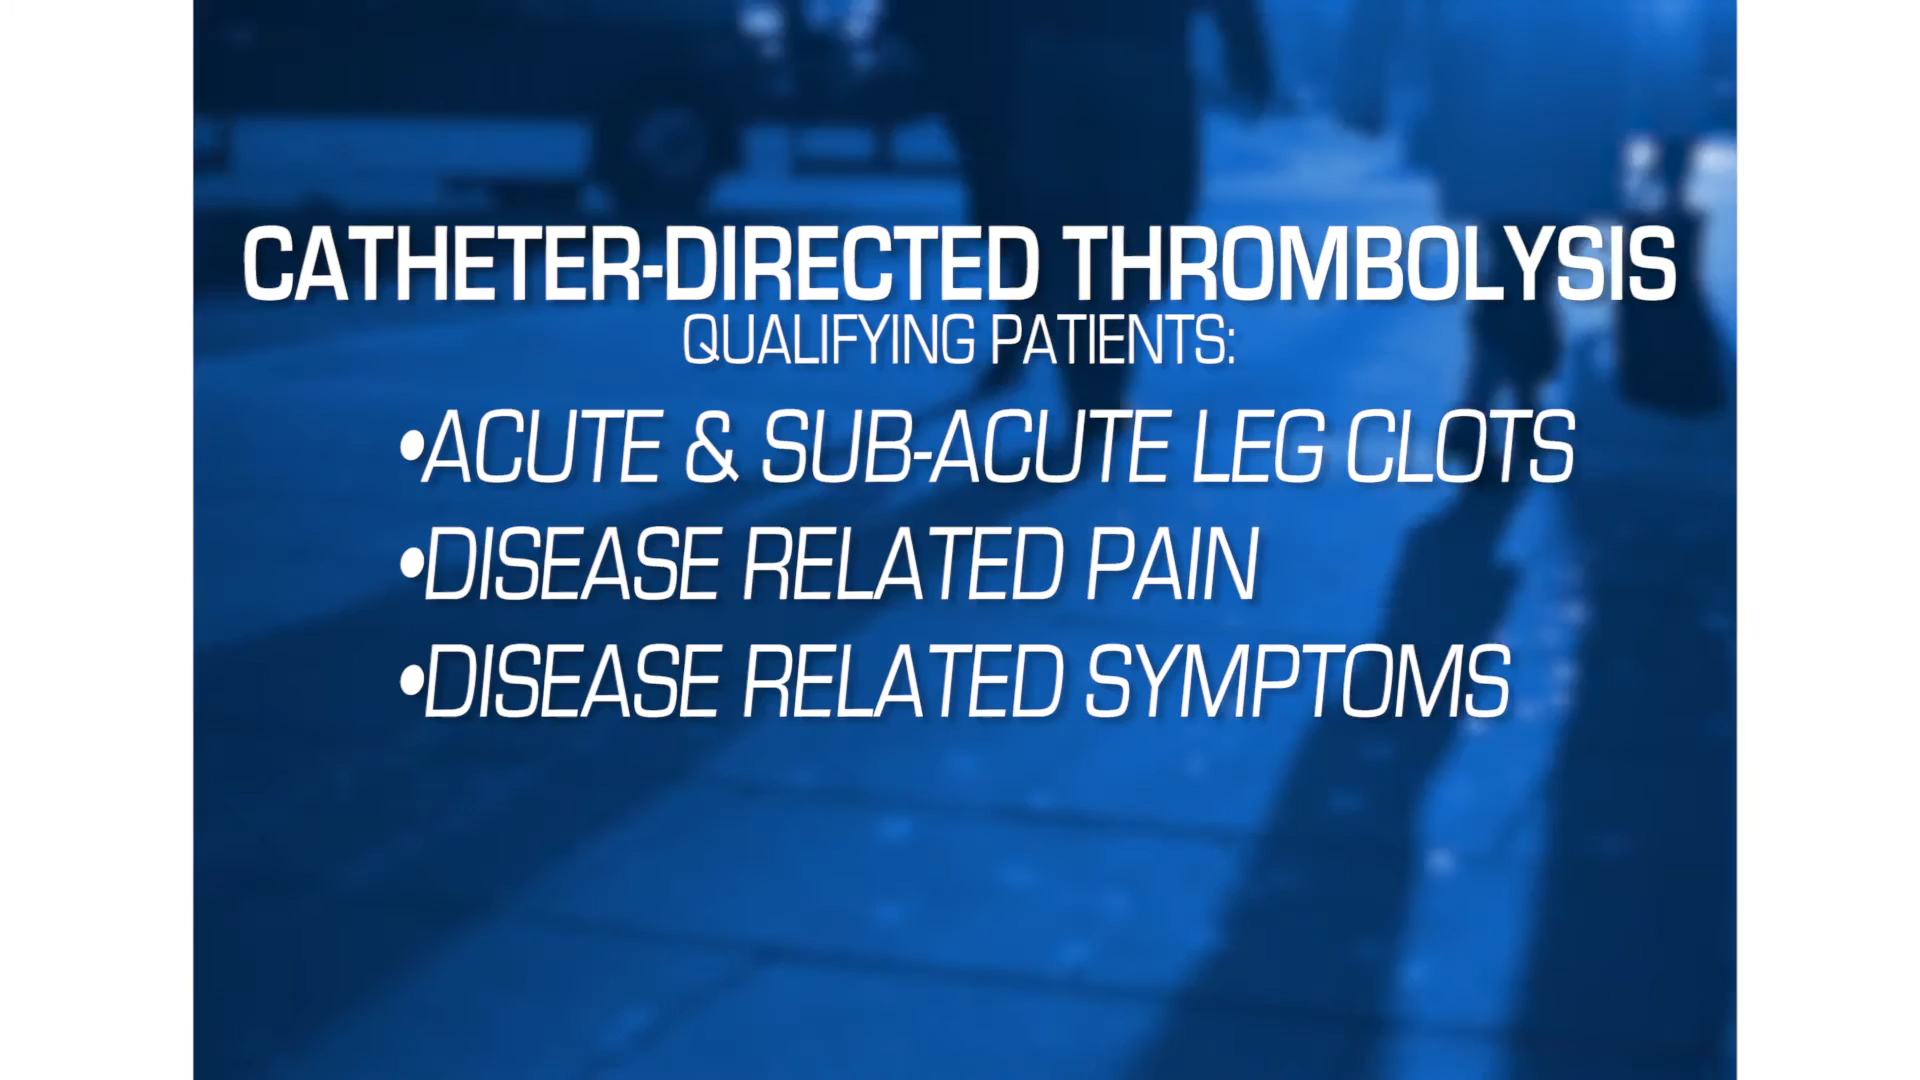 CATHETER-DIRECTED THROMBOLYSIS
QUALIFYING PATIENTS:
•ACUTE & SUB-ACUTE LEG CLOTS
•DISEASE RELATED PAIN
•DISEASE RELATED SYMPTOMS